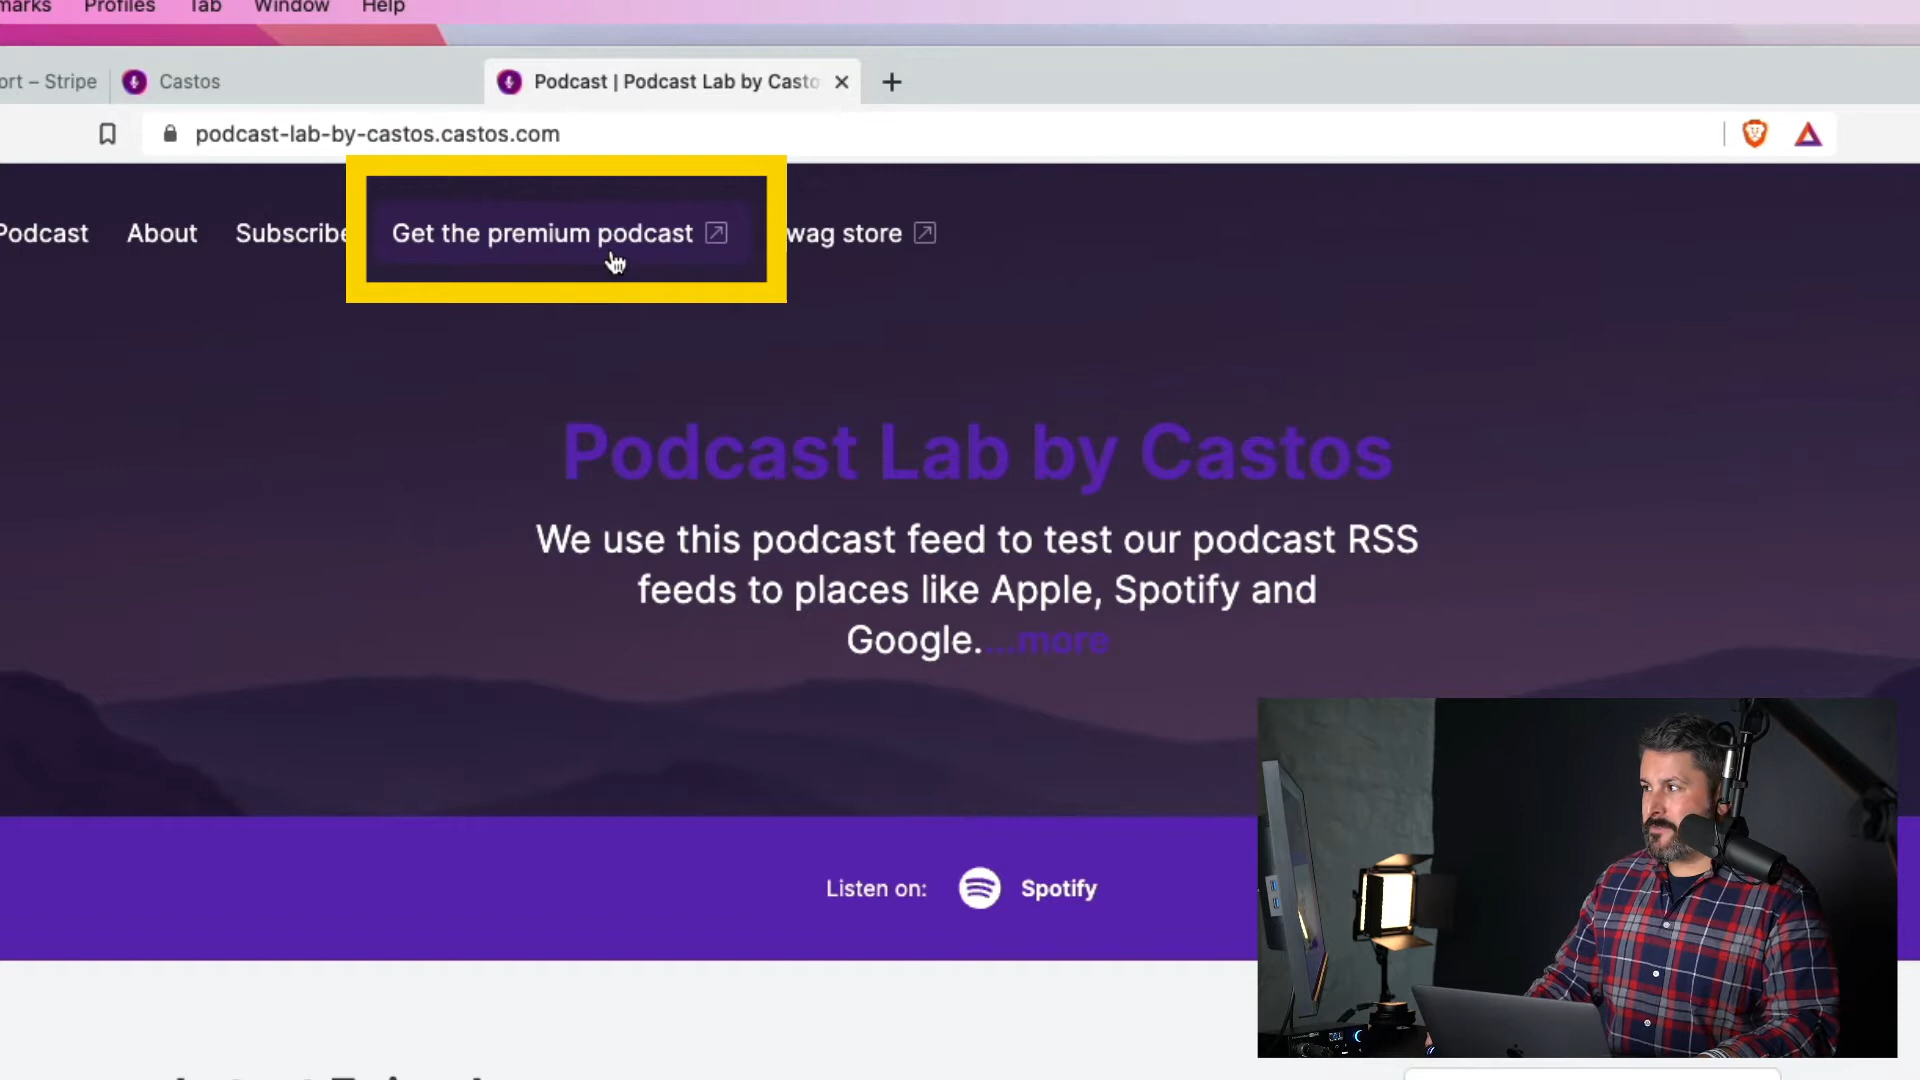 Profiles Tab Window Help
ort – Stripe Castos Podcast | Podcast Lab by Casto
podcast-lab-by-castos.castos.com
Podcast About Subscribe Get the premium podcast wag store
Podcast Lab by Castos
We use this podcast feed to test our podcast RSS
feeds to places like Apple, Spotify and
Google....more
Listen on: Spotify